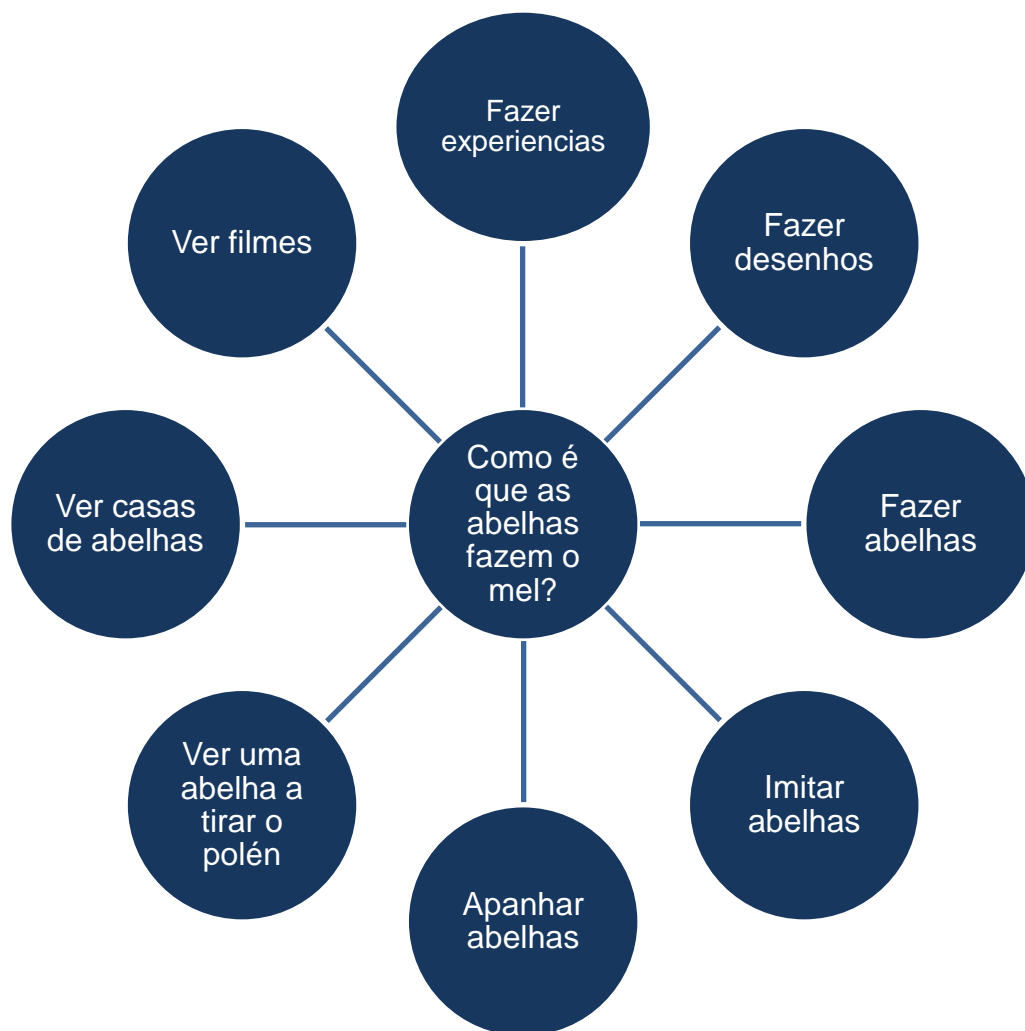 Fazer
experiencias
Fazer
desenhos
Fazer
abelhas
Imitar
abelhas
Apanhar
abelhas
Ver uma
abelha a
tirar o
polén
Ver casas
de abelhas
Ver filmes
Como é
que as
abelhas
fazem o
mel?